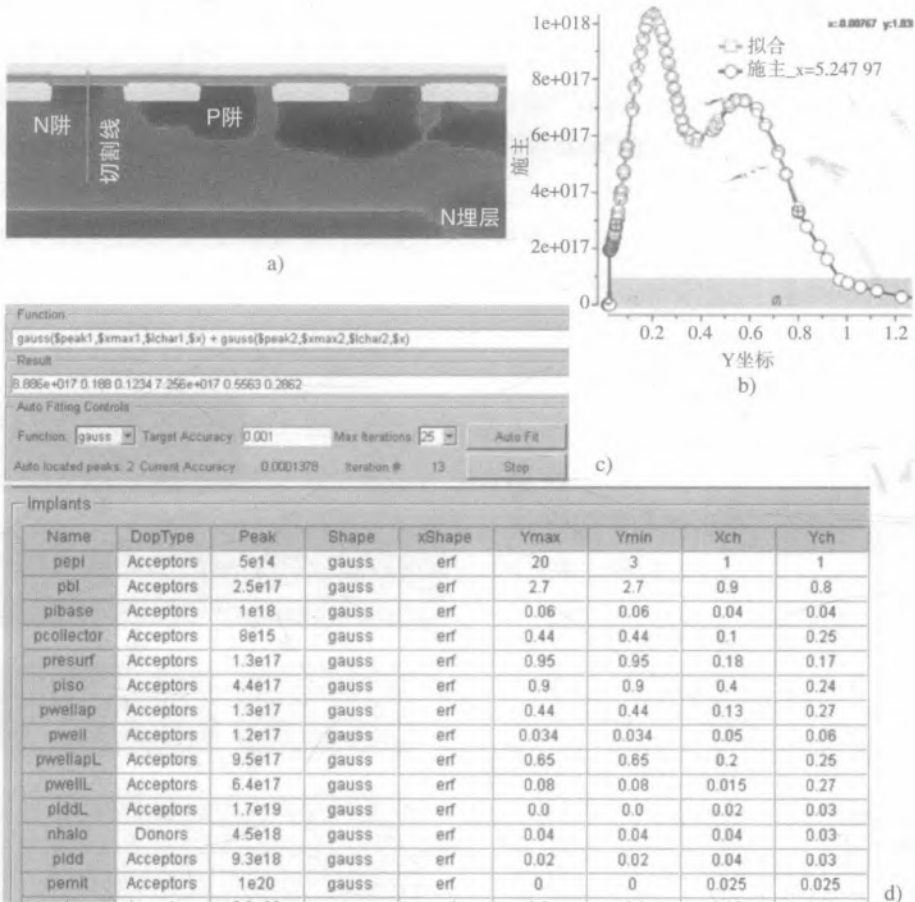 N阱
切割线
P阱
N埋层
a)
x:0.00767 y:1.03
1e+018
8e+017
6e+017
4e+017
2e+017
0
施主
拟合
施主_x=5.247 97
0.2 0.4 0.6 0.8 1 1.2
Y坐标
b)
Function
gauss($peak1,$xmax1,$lchar1,$x) + gauss($peak2,$xmax2,$lchar2,$x)
Result
8.886e+017 0.188 0.1234 7.256e+017 0.5563 0.2862
Auto Fitting Controls
Function: gauss Target Accuracy: 0.001 Max Iterations: 25 Auto Fit
Auto located peaks: 2 Current Accuracy: 0.0001378 Iteration #: 13 Stop
c)
Implants
Name DopType Peak Shape xShape Ymax Ymin Xch Ych
pepi Acceptors 5e14 gauss erf 20 3 1 1
pbl Acceptors 2.5e17 gauss erf 2.7 2.7 0.9 0.8
pibase Acceptors 1e18 gauss erf 0.06 0.06 0.04 0.04
pcollector Acceptors 8e15 gauss erf 0.44 0.44 0.1 0.25
presurf Acceptors 1.3e17 gauss erf 0.95 0.95 0.18 0.17
piso Acceptors 4.4e17 gauss erf 0.9 0.9 0.4 0.24
pwellap Acceptors 1.3e17 gauss erf 0.44 0.44 0.13 0.27
pwell Acceptors 1.2e17 gauss erf 0.034 0.034 0.05 0.06
pwellapL Acceptors 9.5e17 gauss erf 0.65 0.65 0.2 0.25
pwellL Acceptors 6.4e17 gauss erf 0.08 0.08 0.015 0.27
plddL Acceptors 1.7e19 gauss erf 0.0 0.0 0.02 0.03
nhalo Donors 4.5e18 gauss erf 0.04 0.04 0.04 0.03
pldd Acceptors 9.3e18 gauss erf 0.02 0.02 0.04 0.03
pemit Acceptors 1e20 gauss erf 0 0 0.025 0.025
d)